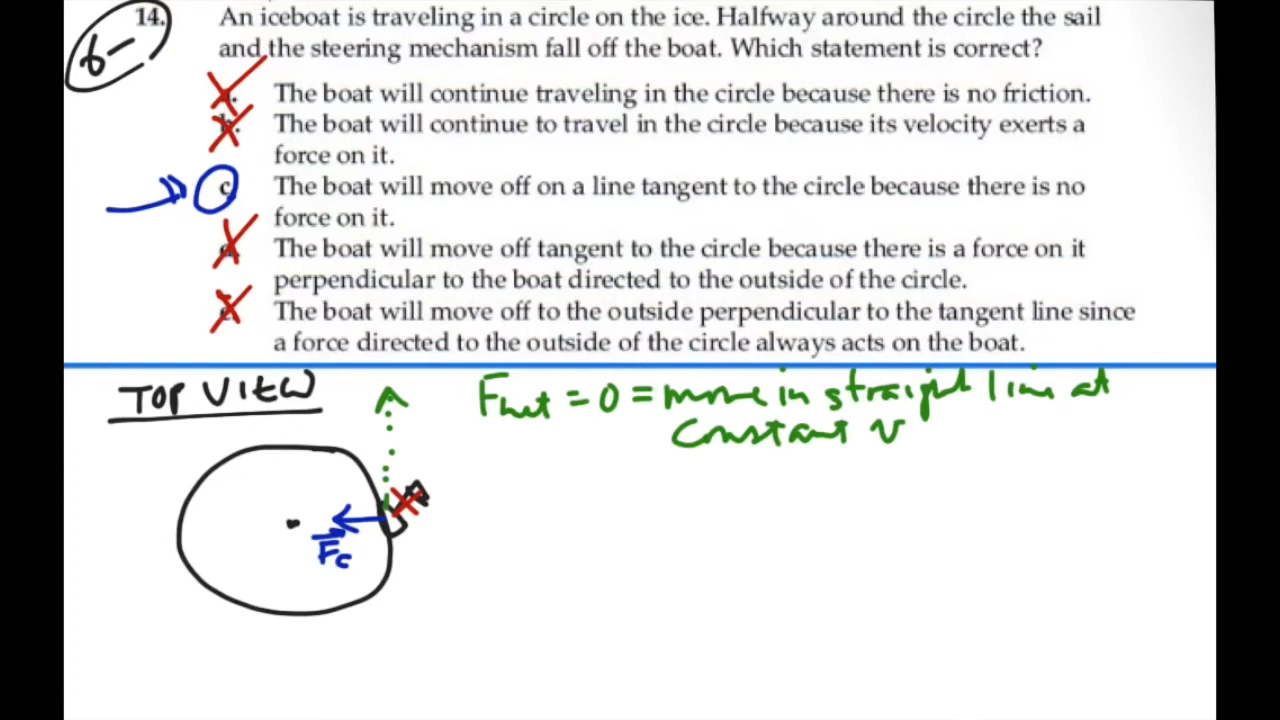 6-
14. An iceboat is traveling in a circle on the ice. Halfway around the circle the sail
and the steering mechanism fall off the boat. Which statement is correct?
The boat will continue traveling in the circle because there is no friction.
b. The boat will continue to travel in the circle because its velocity exerts a
force on it.
c. The boat will move off on a line tangent to the circle because there is no
force on it.
The boat will move off tangent to the circle because there is a force on it
perpendicular to the boat directed to the outside of the circle.
The boat will move off to the outside perpendicular to the tangent line since
a force directed to the outside of the circle always acts on the boat.
TOP VIEW
Fnet = 0 = move in straight line at
constant v
Fc